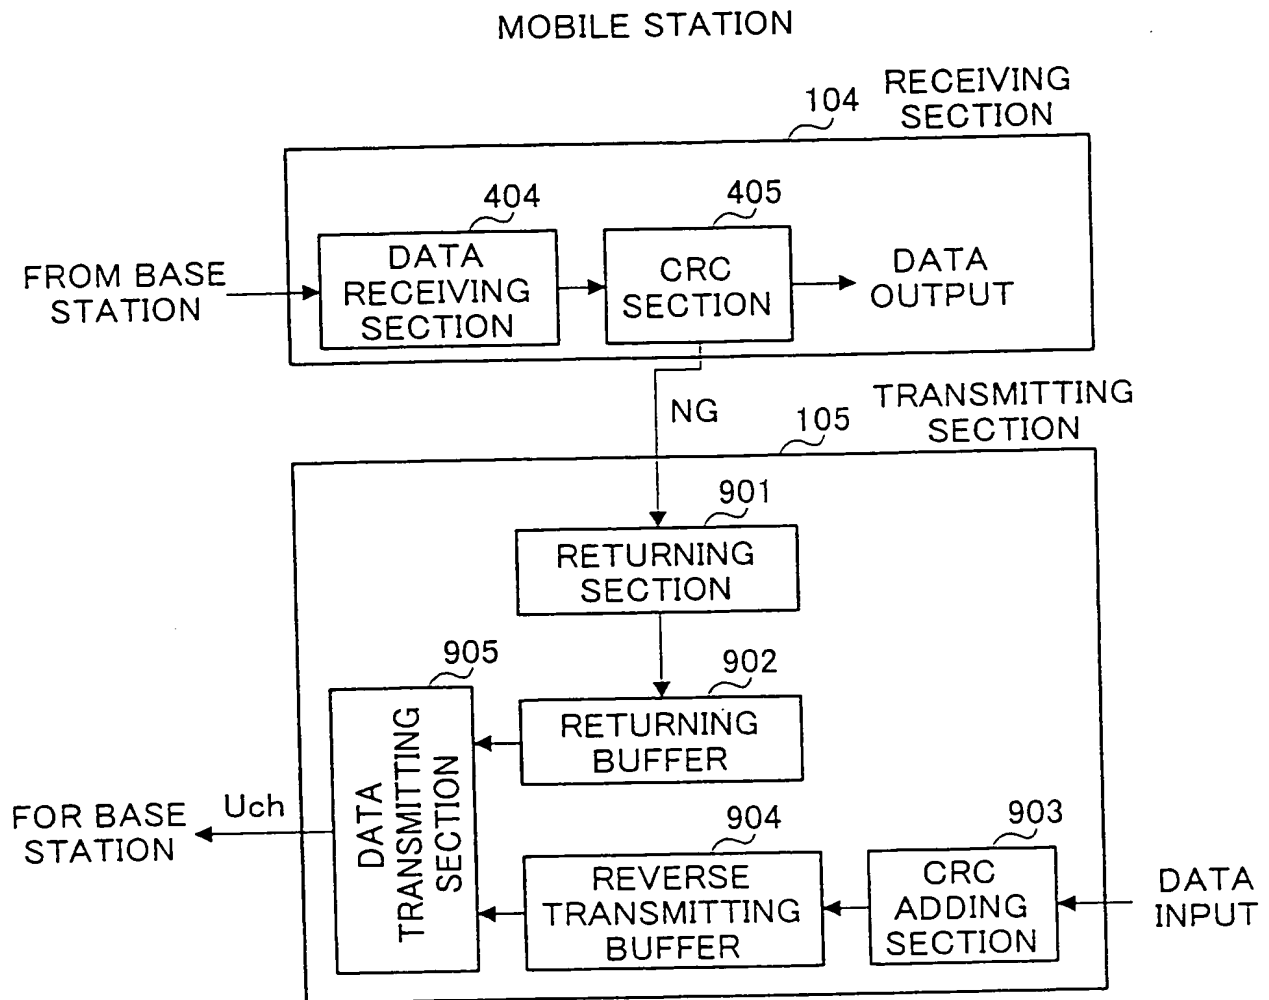 MOBILE STATION
RECEIVING
SECTION
104
404
405
FROM BASE
STATION
DATA
RECEIVING
SECTION
CRC
SECTION
DATA
OUTPUT
NG
TRANSMITTING
SECTION
105
901
RETURNING
SECTION
905
902
RETURNING
BUFFER
DATA
TRANSMITTING
SECTION
Uch
FOR BASE
STATION
904
903
REVERSE
TRANSMITTING
BUFFER
CRC
ADDING
SECTION
DATA
INPUT